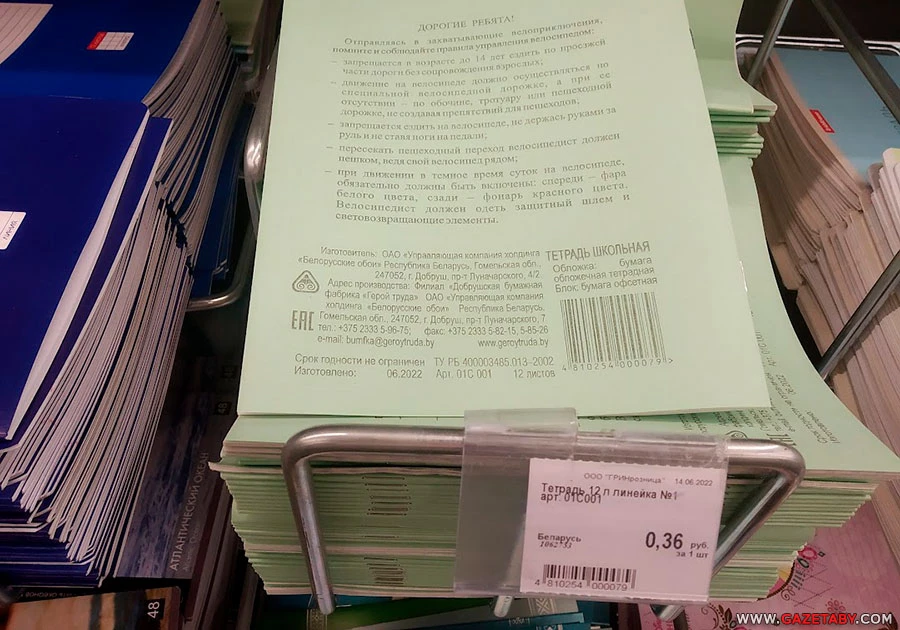 ДОРОГИЕ РЕБЯТА!
Отправляясь в захватывающие велоприключения,
помните и соблюдайте правила управления велосипедом:
– запрещается в возрасте до 14 лет ездить по проезжей
части дороги без сопровождения взрослых;
– движение на велосипеде должно осуществляться по
специальной велосипедной дорожке, а при ее
отсутствии – по обочине, тротуару или пешеходной
дорожке, не создавая препятствий для пешеходов;
– запрещается ездить на велосипеде, не держась руками за
руль и не ставя ноги на педали;
– пересекать пешеходный переход велосипедист должен
пешком, ведя свой велосипед рядом;
– при движении в темное время суток на велосипеде,
обязательно должны быть включены: спереди – фара
белого цвета, сзади – фонарь красного цвета.
Велосипедист должен одеть защитный шлем и
световозвращающие элементы.
Изготовитель: ОАО «Управляющая компания холдинга
«Белорусские обои» Республика Беларусь, Гомельская обл.,
247052, г. Добруш, пр-т Луначарского, 4/2.
Адрес производства: Филиал «Добрушская бумажная
фабрика «Герой труда» ОАО «Управляющая компания
холдинга «Белорусские обои» Республика Беларусь,
Гомельская обл., 247052, г. Добруш, пр-т Луначарского, 7,
тел.: +375 2333 5-96-75; факс: +375 2333 5-82-15, 5-85-26
e-mail: bumfka@geroytruda.by www.geroytruda.by
EAC
Срок годности не ограничен ТУ РБ 400003485.013-2002
Изготовлено: 06.2022 Арт. 01С 001 12 листов
ТЕТРАДЬ ШКОЛЬНАЯ
Обложка: бумага
обложечная тетрадная
Блок: бумага офсетная
4 810254 000079 >
ООО "ГРИНрозница" 14.06.2022
Тетрадь 12 л линейка №1
арт. 01С001
Беларусь
0,36 руб.
за 1 шт
4 810254 000079
АТЛАНТИЧЕСКИЙ ОКЕАН
48
ЛИНИЯ
WWW.GAZETABY.COM